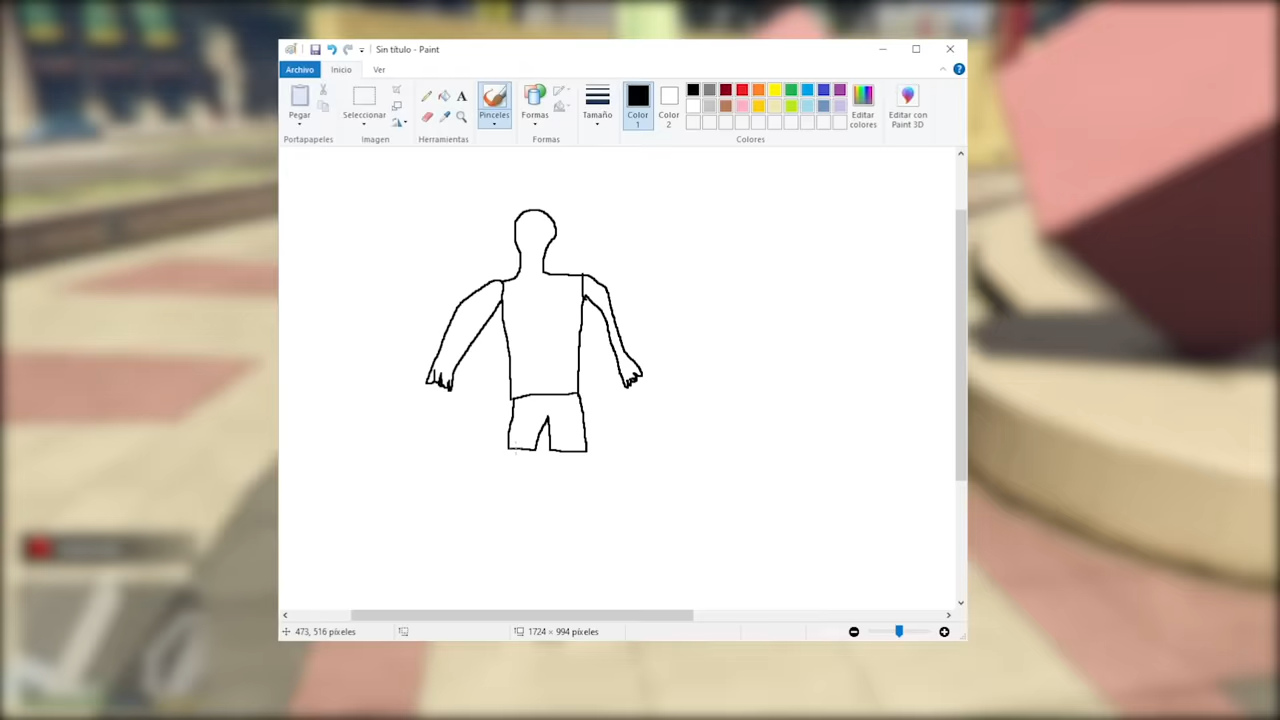 Sin título - Paint
Archivo Inicio Ver
Pegar Seleccionar A Pinceles Formas Tamaño Color 1 Color 2 Editar colores Editar con Paint 3D
Portapapeles Imagen Herramientas Formas Colores
473, 516 píxeles 1724 × 994 píxeles